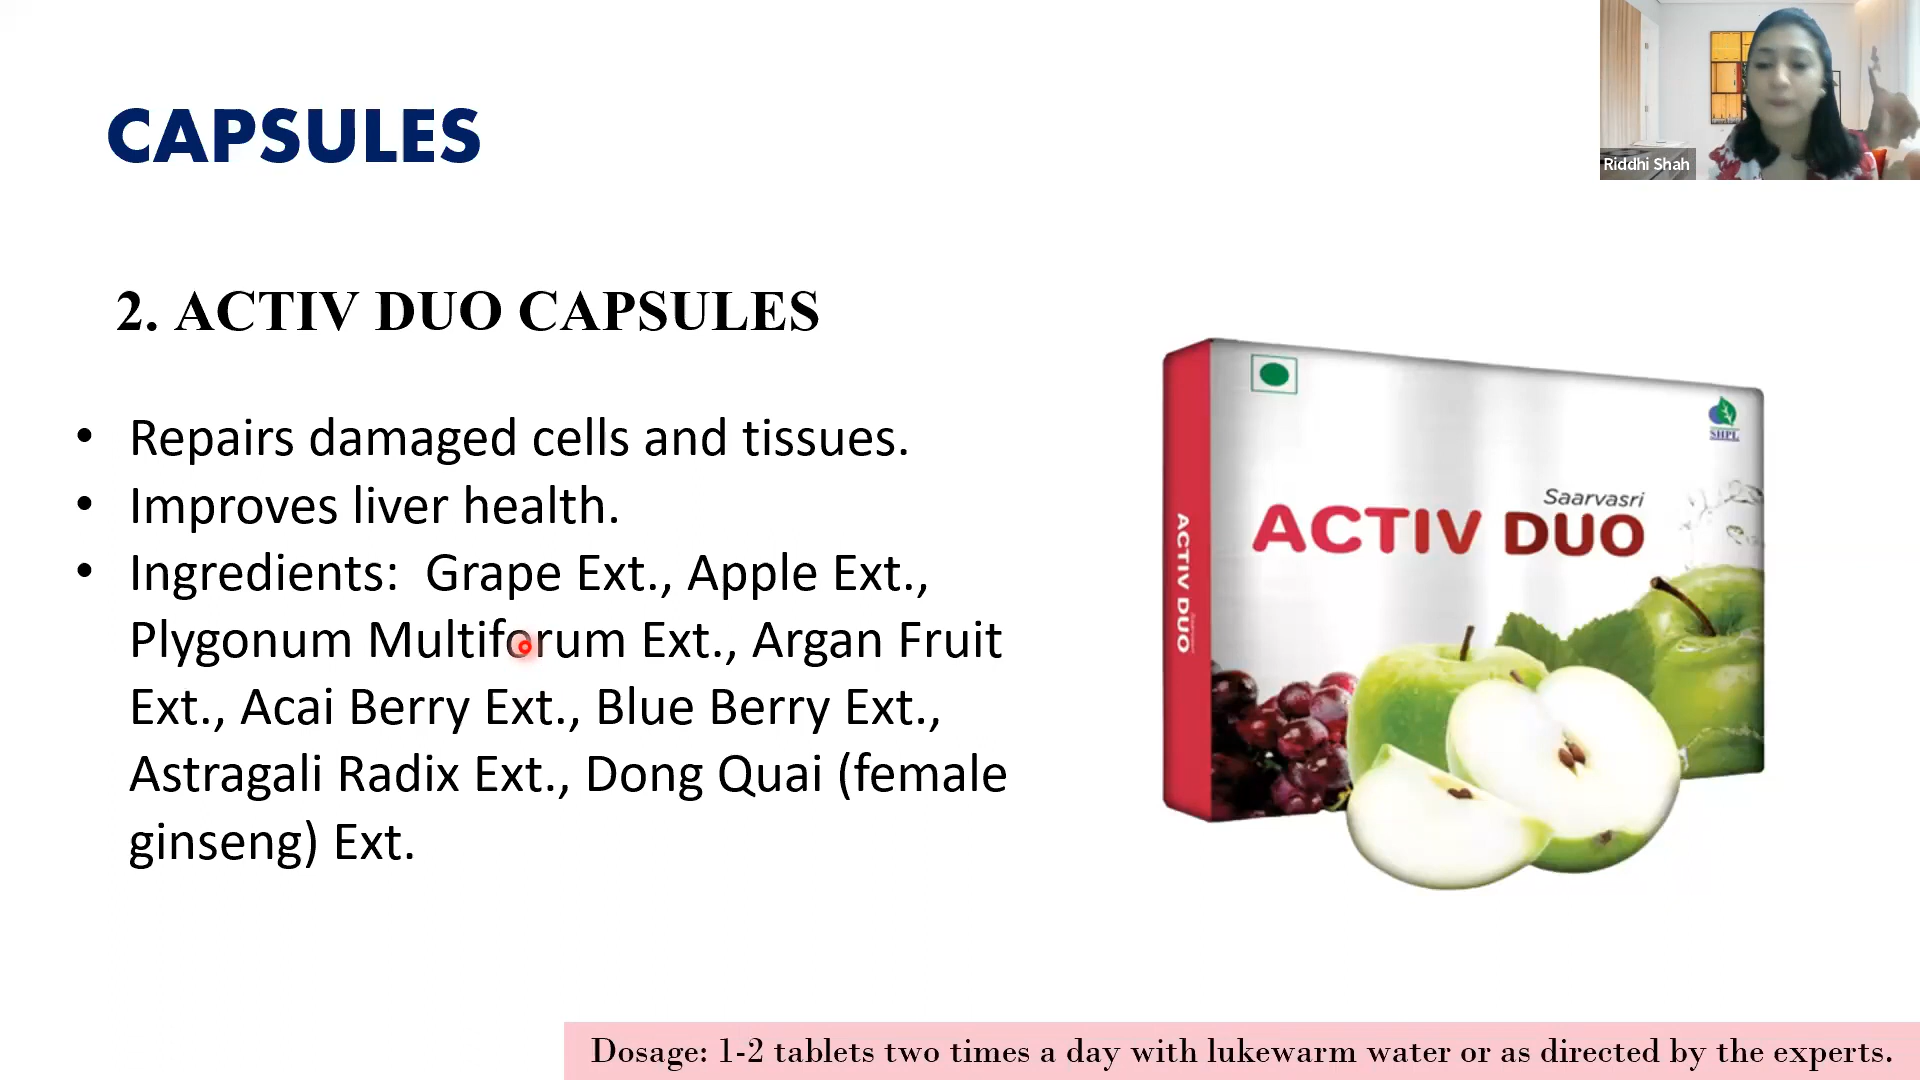 Riddhi Shah
CAPSULES
2. ACTIV DUO CAPSULES
• Repairs damaged cells and tissues.
• Improves liver health.
• Ingredients: Grape Ext., Apple Ext.,
Plygonum Multiforum Ext., Argan Fruit
Ext., Acai Berry Ext., Blue Berry Ext.,
Astragali Radix Ext., Dong Quai (female
ginseng) Ext.
SHPL
Saarvasri
ACTIV DUO
ACTIV DUO
Dosage: 1-2 tablets two times a day with lukewarm water or as directed by the experts.